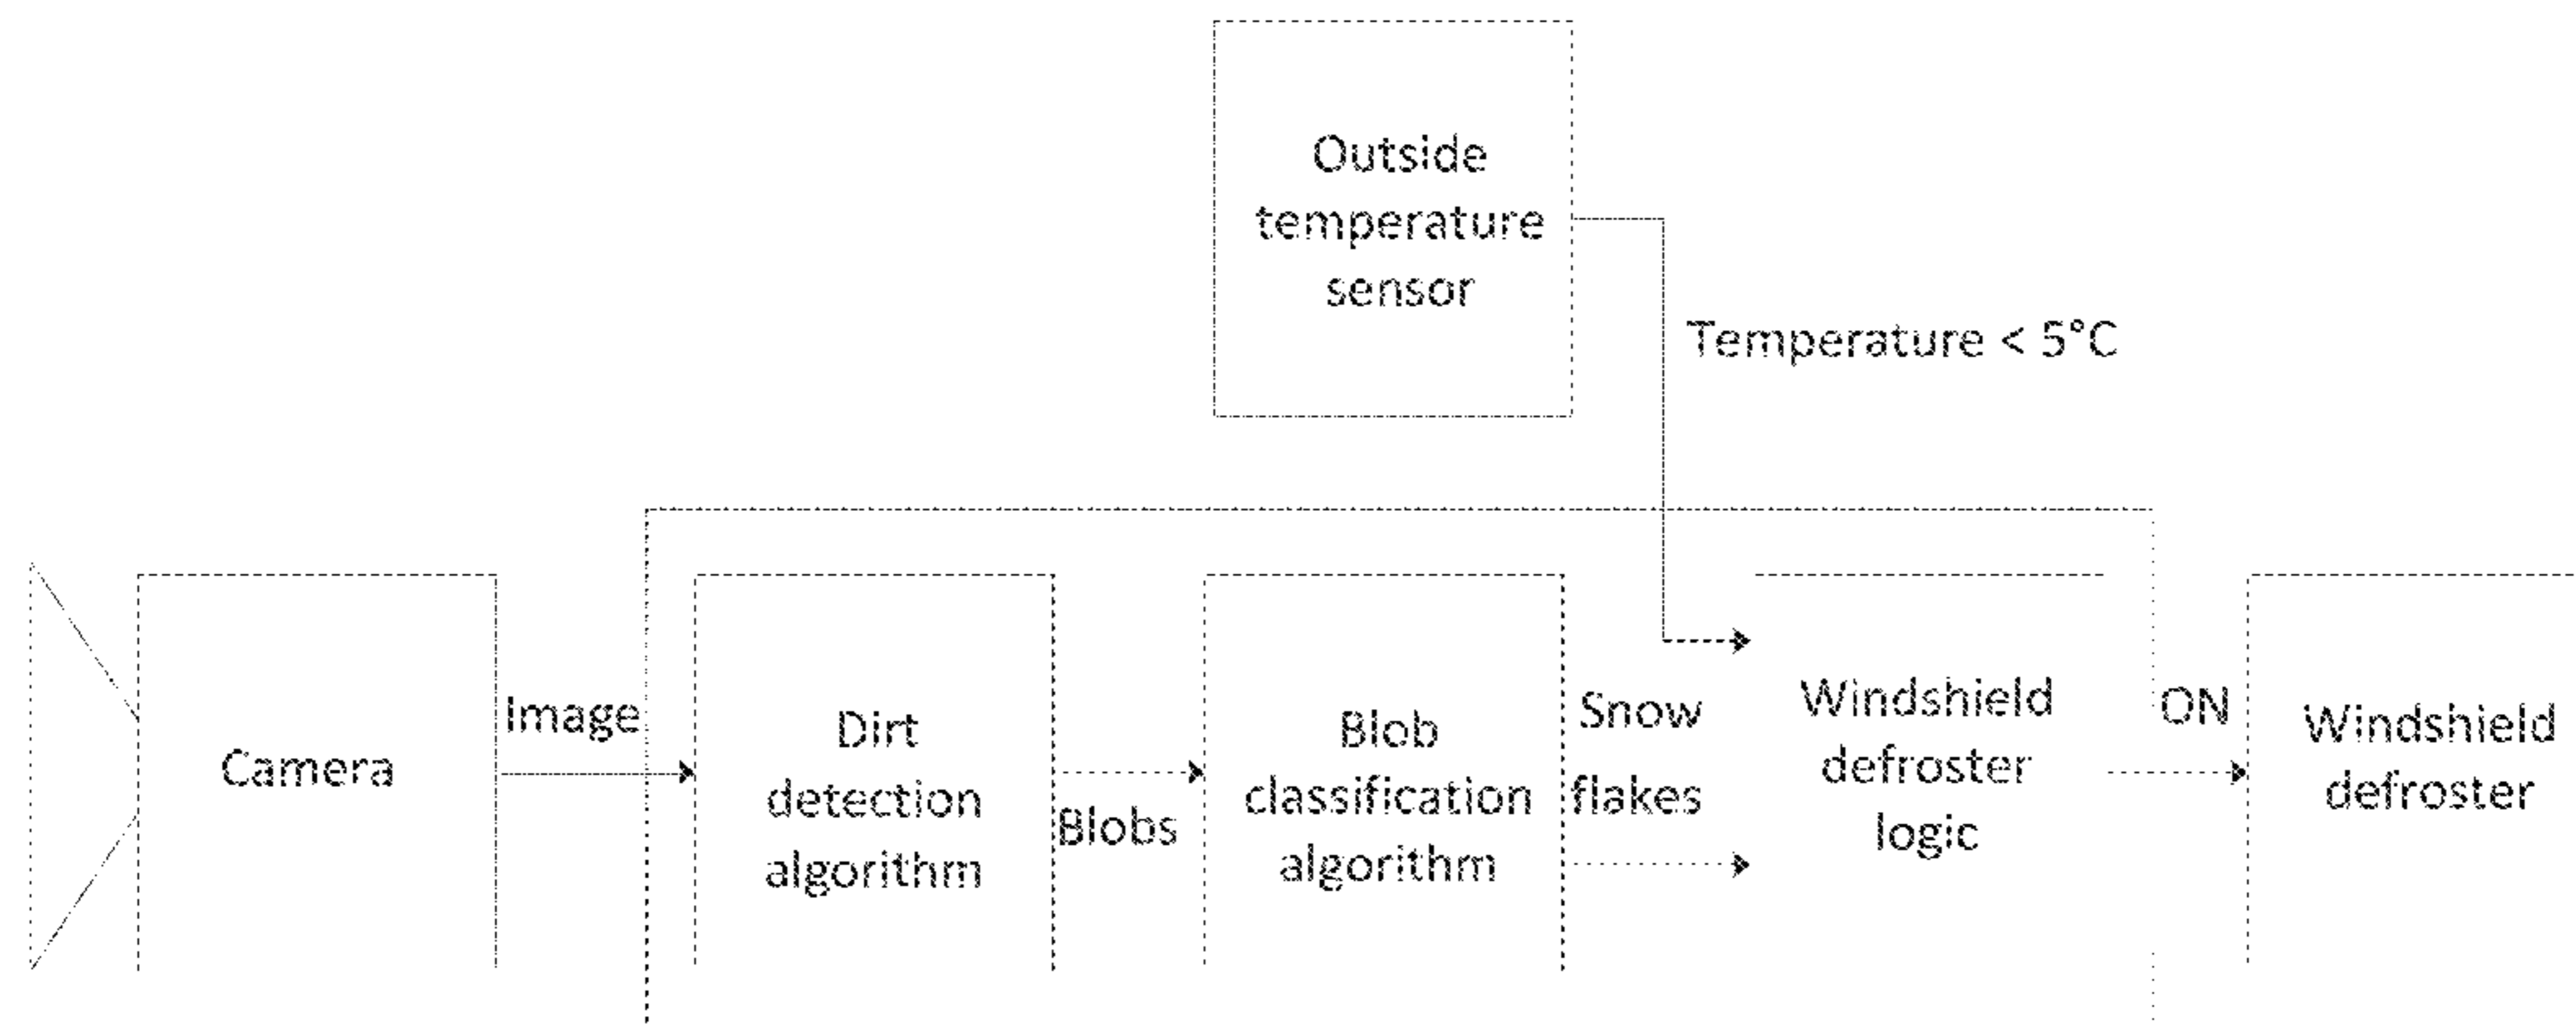 Outside
temperature
sensor
Temperature < 5°C
Camera
Image
Dirt
detection
algorithm
Blobs
Blob
classification
algorithm
Snow
flakes
Windshield
defroster
logic
ON
Windshield
defroster